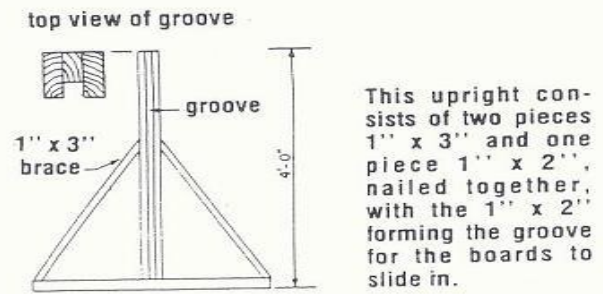 top view of groove
groove
1'' x 3''
brace
4'-0"
This upright con-
sists of two pieces
1'' x 3'' and one
piece 1'' x 2'',
nailed together,
with the 1'' x 2''
forming the groove
for the boards to
slide in.